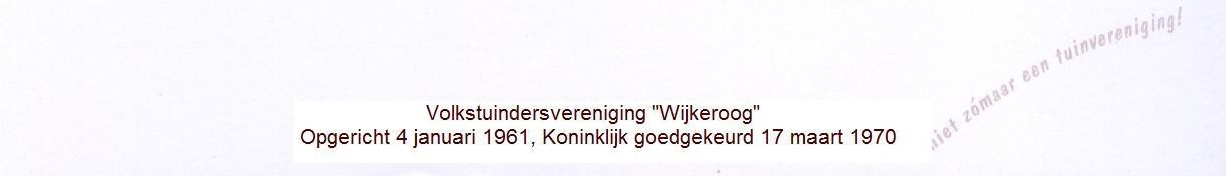 niet zómaar een tuinvereniging!
Volkstuindersvereniging "Wijkeroog"
Opgericht 4 januari 1961, Koninklijk goedgekeurd 17 maart 1970